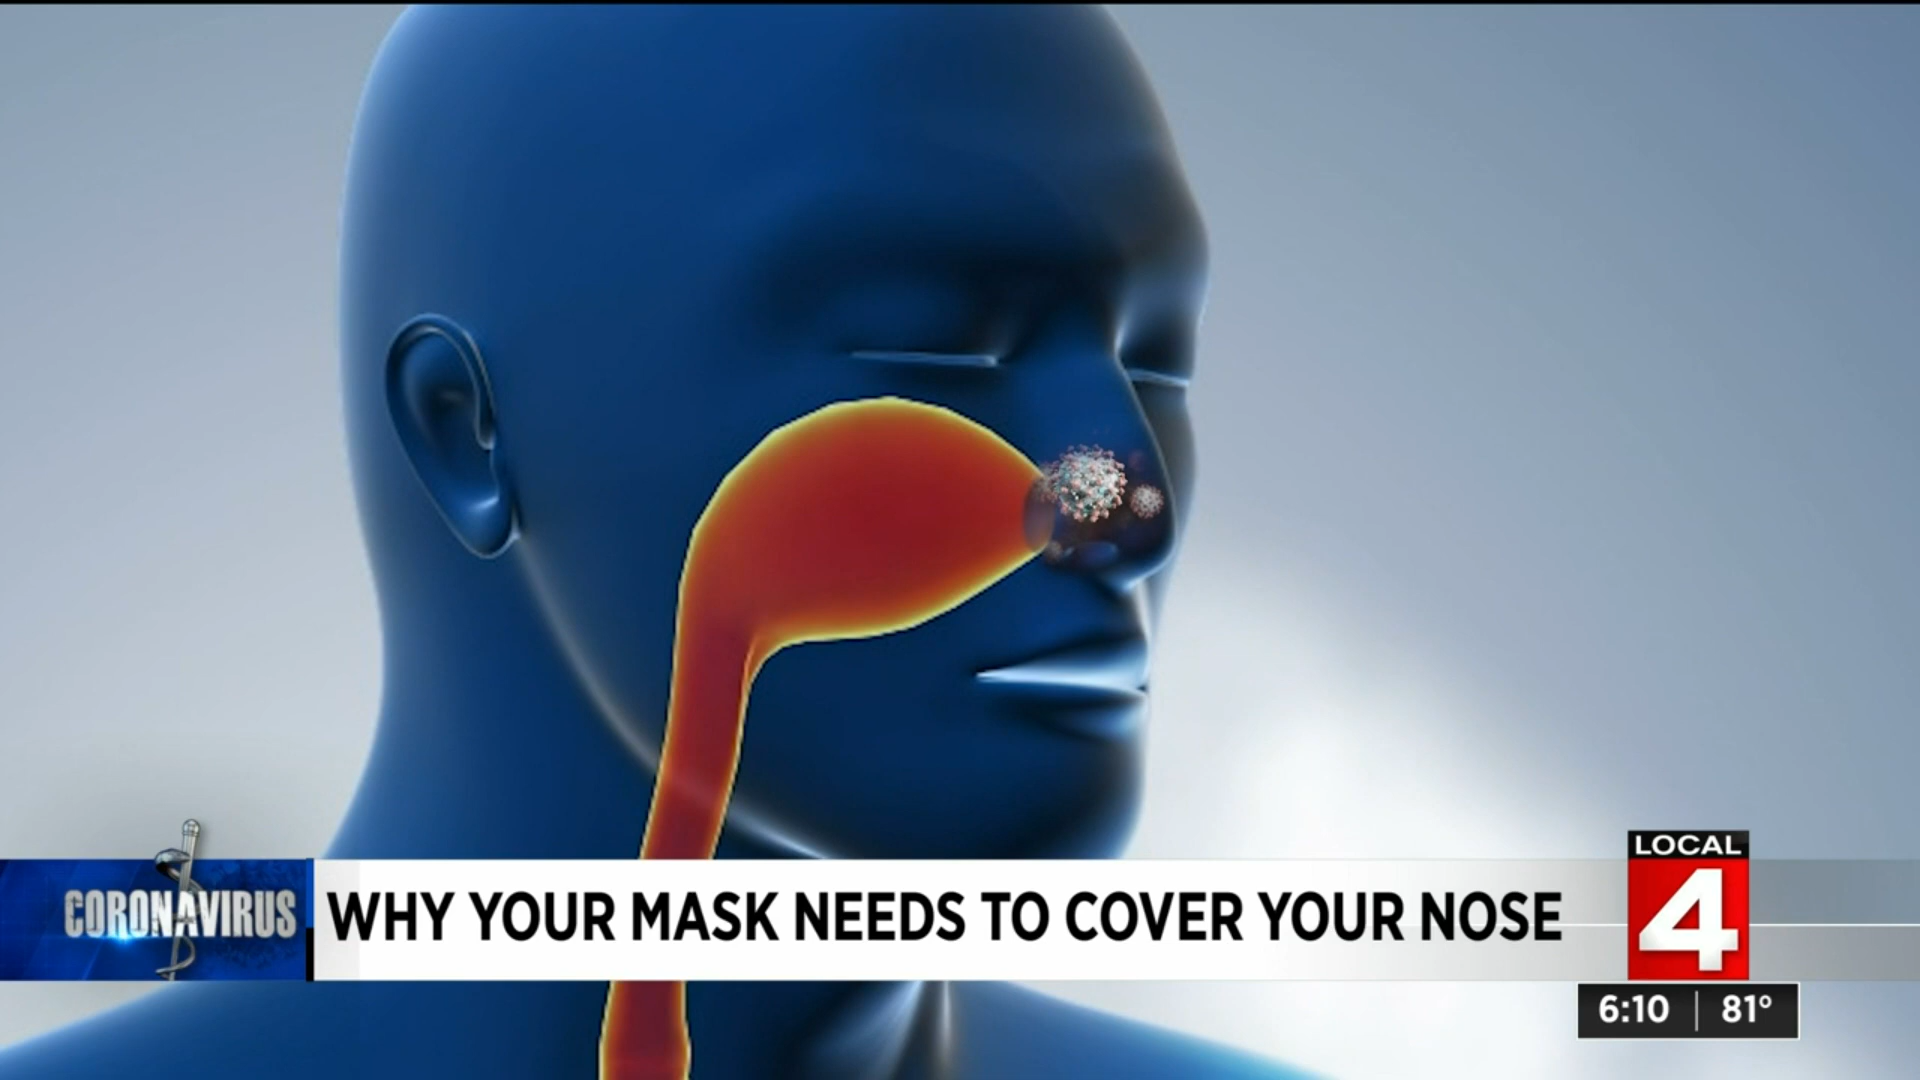 CORONAVIRUS
WHY YOUR MASK NEEDS TO COVER YOUR NOSE
LOCAL
4
6:10 81°